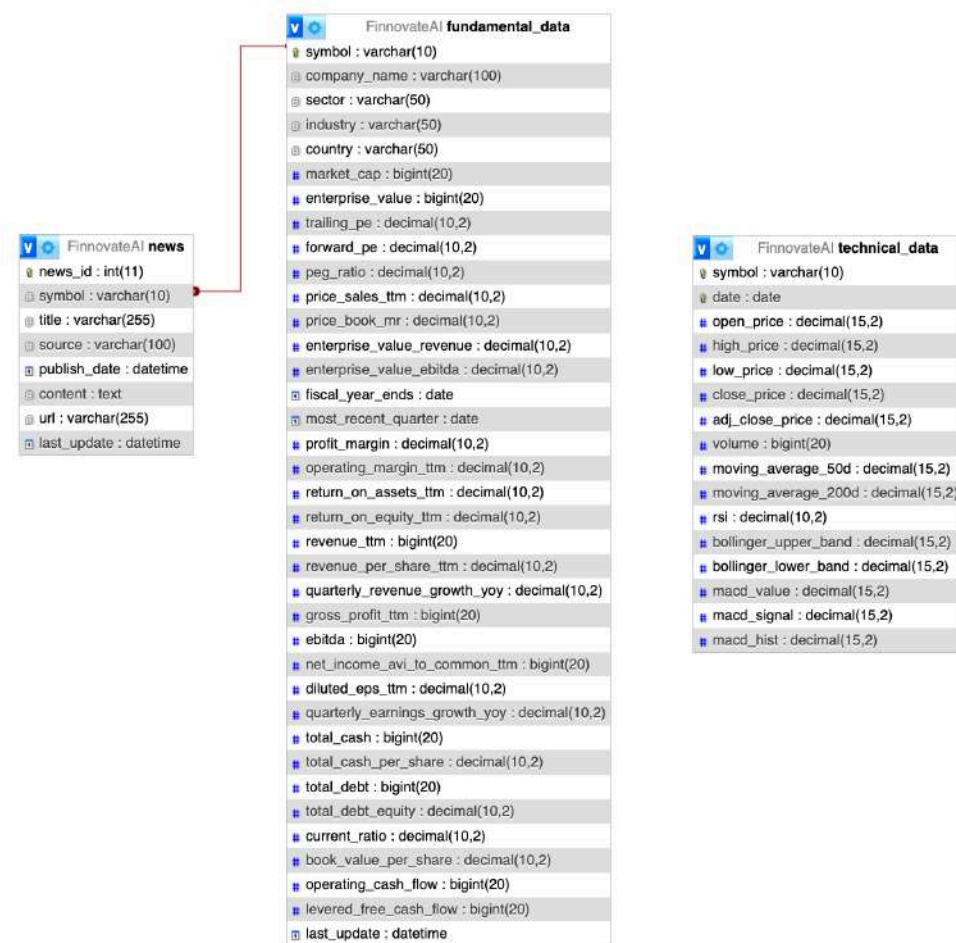 FinnovateAI news
news_id : int(11)
symbol : varchar(10)
title : varchar(255)
source : varchar(100)
publish_date : datetime
content : text
url : varchar(255)
last_update : datetime
FinnovateAI fundamental_data
symbol : varchar(10)
company_name : varchar(100)
sector : varchar(50)
industry : varchar(50)
country : varchar(50)
market_cap : bigint(20)
enterprise_value : bigint(20)
trailing_pe : decimal(10,2)
forward_pe : decimal(10,2)
peg_ratio : decimal(10,2)
price_sales_ttm : decimal(10,2)
price_book_mr : decimal(10,2)
enterprise_value_revenue : decimal(10,2)
enterprise_value_ebitda : decimal(10,2)
fiscal_year_ends : date
most_recent_quarter : date
profit_margin : decimal(10,2)
operating_margin_ttm : decimal(10,2)
return_on_assets_ttm : decimal(10,2)
return_on_equity_ttm : decimal(10,2)
revenue_ttm : bigint(20)
revenue_per_share_ttm : decimal(10,2)
quarterly_revenue_growth_yoy : decimal(10,2)
gross_profit_ttm : bigint(20)
ebitda : bigint(20)
net_income_avi_to_common_ttm : bigint(20)
diluted_eps_ttm : decimal(10,2)
quarterly_earnings_growth_yoy : decimal(10,2)
total_cash : bigint(20)
total_cash_per_share : decimal(10,2)
total_debt : bigint(20)
total_debt_equity : decimal(10,2)
current_ratio : decimal(10,2)
book_value_per_share : decimal(10,2)
operating_cash_flow : bigint(20)
levered_free_cash_flow : bigint(20)
last_update : datetime
FinnovateAI technical_data
symbol : varchar(10)
date : date
open_price : decimal(15,2)
high_price : decimal(15,2)
low_price : decimal(15,2)
close_price : decimal(15,2)
adj_close_price : decimal(15,2)
volume : bigint(20)
moving_average_50d : decimal(15,2)
moving_average_200d : decimal(15,2)
rsi : decimal(10,2)
bollinger_upper_band : decimal(15,2)
bollinger_lower_band : decimal(15,2)
macd_value : decimal(15,2)
macd_signal : decimal(15,2)
macd_hist : decimal(15,2)